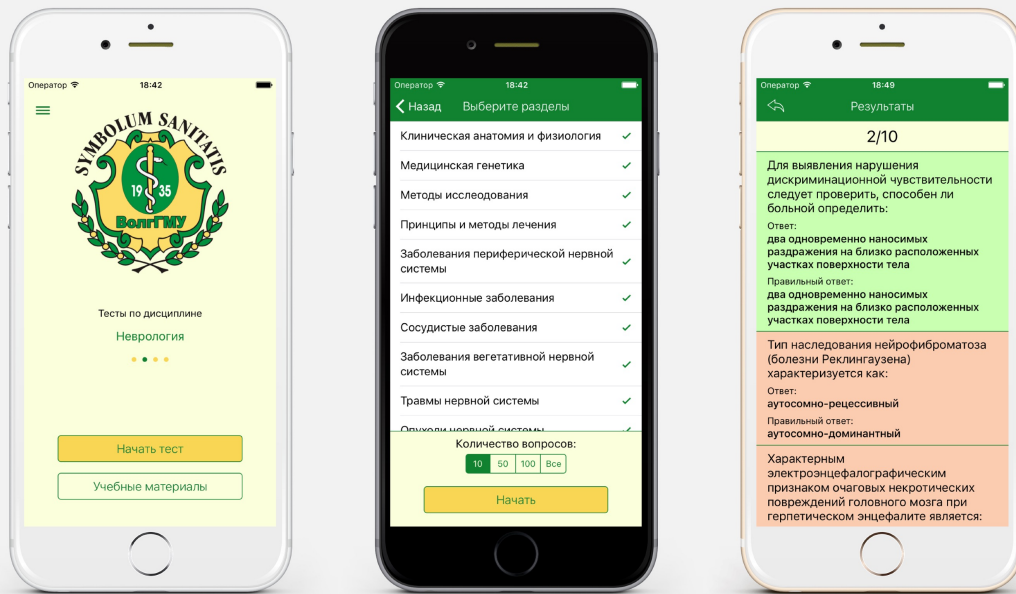 Оператор 18:42
SYMBOLUM SANITATIS
19 35
ВолгГМУ
Тесты по дисциплине
Неврология
Начать тест
Учебные материалы
Оператор 18:42
Назад Выберите разделы
Клиническая анатомия и физиология
Медицинская генетика
Методы исслеодования
Принципы и методы лечения
Заболевания периферической нервной
системы
Инфекционные заболевания
Сосудистые заболевания
Заболевания вегетативной нервной
системы
Травмы нервной системы
Опухоли нервной системы
Количество вопросов:
10 50 100 Все
Начать
Оператор 18:49
Результаты
2/10
Для выявления нарушения
дискриминационной чувствительности
следует проверить, способен ли
больной определить:
Ответ:
два одновременно наносимых
раздражения на близко расположенных
участках поверхности тела
Правильный ответ:
два одновременно наносимых
раздражения на близко расположенных
участках поверхности тела
Тип наследования нейрофиброматоза
(болезни Реклингаузена)
характеризуется как:
Ответ:
аутосомно-рецессивный
Правильный ответ:
аутосомно-доминантный
Характерным
электроэнцефалографическим
признаком очаговых некротических
повреждений головного мозга при
герпетическом энцефалите является: